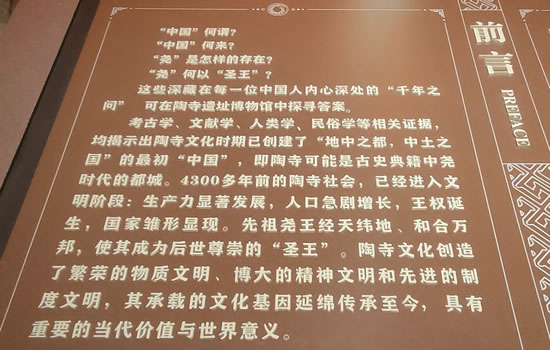 前言
PREFACE
“中国”何谓？
“中国”何来？
“尧”是怎样的存在？
“尧”何以“圣王”？
这些深藏在每一位中国人内心深处的“千年之
问” 可在陶寺遗址博物馆中探寻答案。
考古学、文献学、人类学、民俗学等相关证据，
均揭示出陶寺文化时期已创建了“地中之都，中土之
国”的最初“中国”，即陶寺可能是古史典籍中尧
时代的都城。4300多年前的陶寺社会，已经进入文
明阶段：生产力显著发展，人口急剧增长，王权诞
生，国家雏形显现。先祖尧王经天纬地、和合万
邦，使其成为后世尊崇的“圣王”。陶寺文化创造
了繁荣的物质文明、博大的精神文明和先进的制
度文明，其承载的文化基因延绵传承至今，具有
重要的当代价值与世界意义。